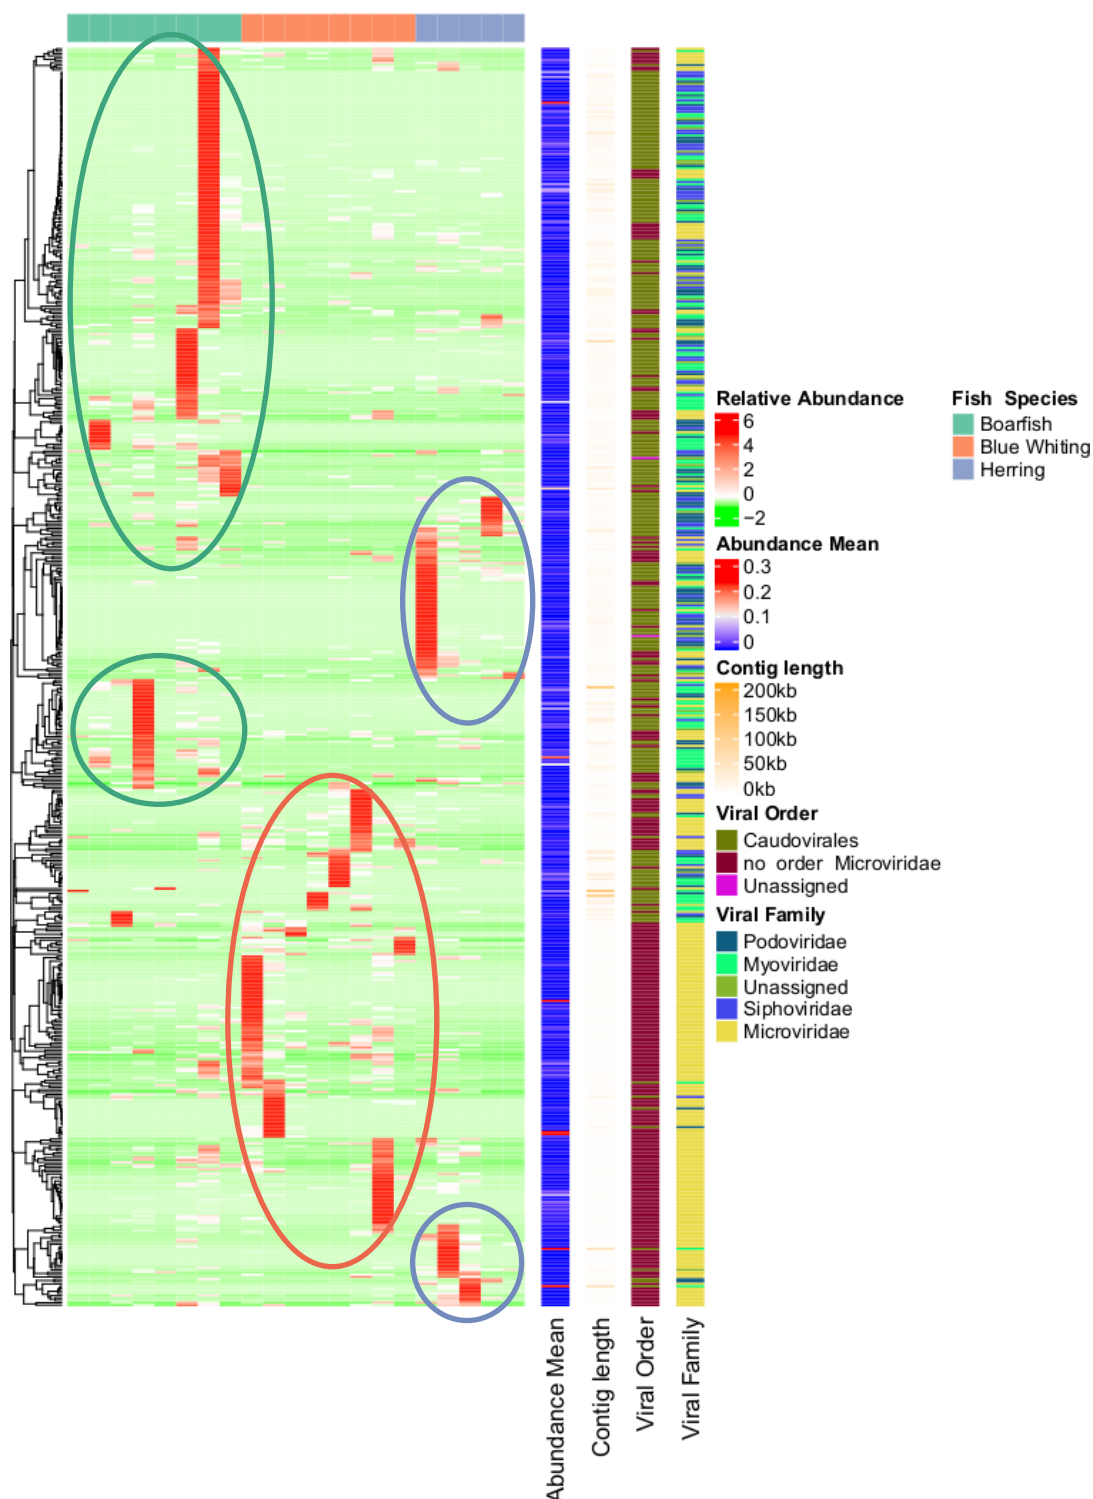 Relative Abundance
6
4
2
0
−2
Abundance Mean
0.3
0.2
0.1
0
Contig length
200kb
150kb
100kb
50kb
0kb
Viral Order
Caudovirales
no order Microviridae
Unassigned
Viral Family
Podoviridae
Myoviridae
Unassigned
Siphoviridae
Microviridae
Fish Species
Boarfish
Blue Whiting
Herring
Abundance Mean
Contig length
Viral Order
Viral Family